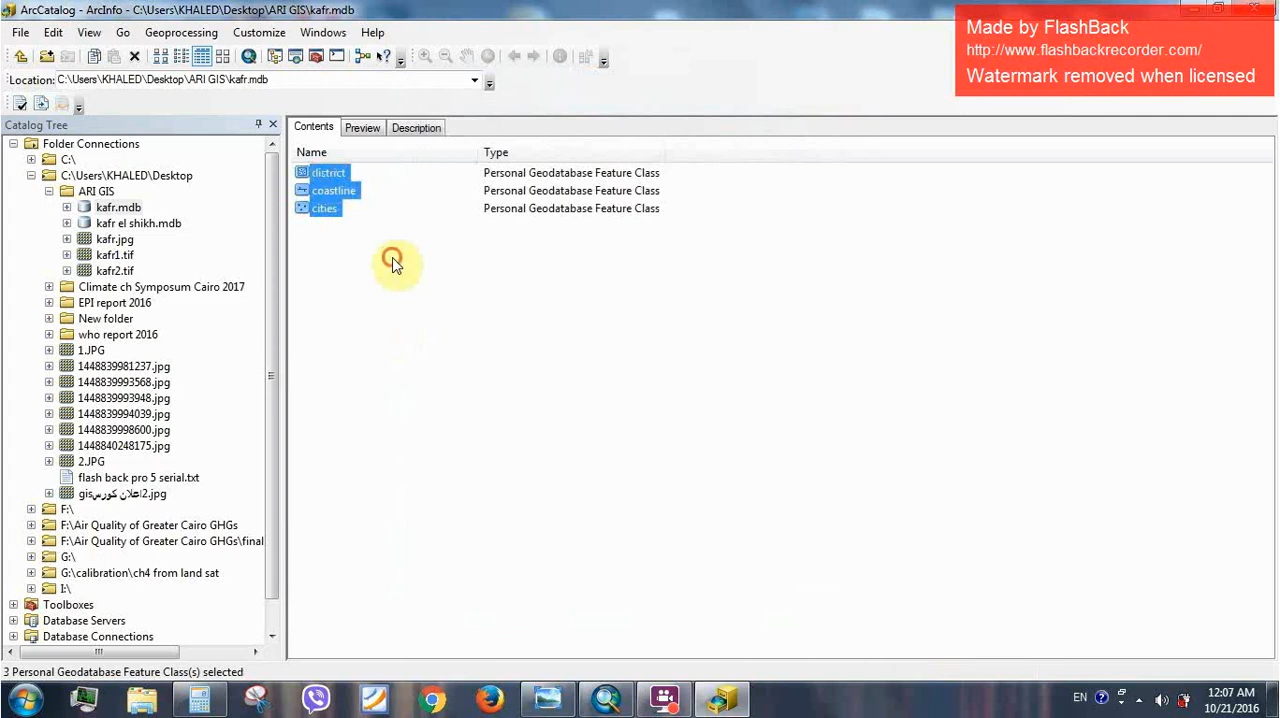 ArcCatalog - ArcInfo - C:\Users\KHALED\Desktop\ARI GIS\kafr.mdb
Made by FlashBack
http://www.flashbackrecorder.com/
Watermark removed when licensed
File Edit View Go Geoprocessing Customize Windows Help
Location: C:\Users\KHALED\Desktop\ARI GIS\kafr.mdb
Catalog Tree
Folder Connections
C:\
C:\Users\KHALED\Desktop
ARI GIS
kafr.mdb
kafr el shikh.mdb
kafr.jpg
kafr1.tif
kafr2.tif
Climate ch Symposum Cairo 2017
EPI report 2016
New folder
who report 2016
1.JPG
1448839981237.jpg
1448839993568.jpg
1448839993948.jpg
1448839994039.jpg
1448839998600.jpg
1448840248175.jpg
2.JPG
flash back pro 5 serial.txt
gisاعلان كورس2.jpg
F:\
F:\Air Quality of Greater Cairo GHGs
F:\Air Quality of Greater Cairo GHGs\final
G:\
G:\calibration\ch4 from land sat
I:\
Toolboxes
Database Servers
Database Connections
Contents Preview Description
Name Type
district Personal Geodatabase Feature Class
coastline Personal Geodatabase Feature Class
cities Personal Geodatabase Feature Class
3 Personal Geodatabase Feature Class(s) selected
EN
12:07 AM
10/21/2016